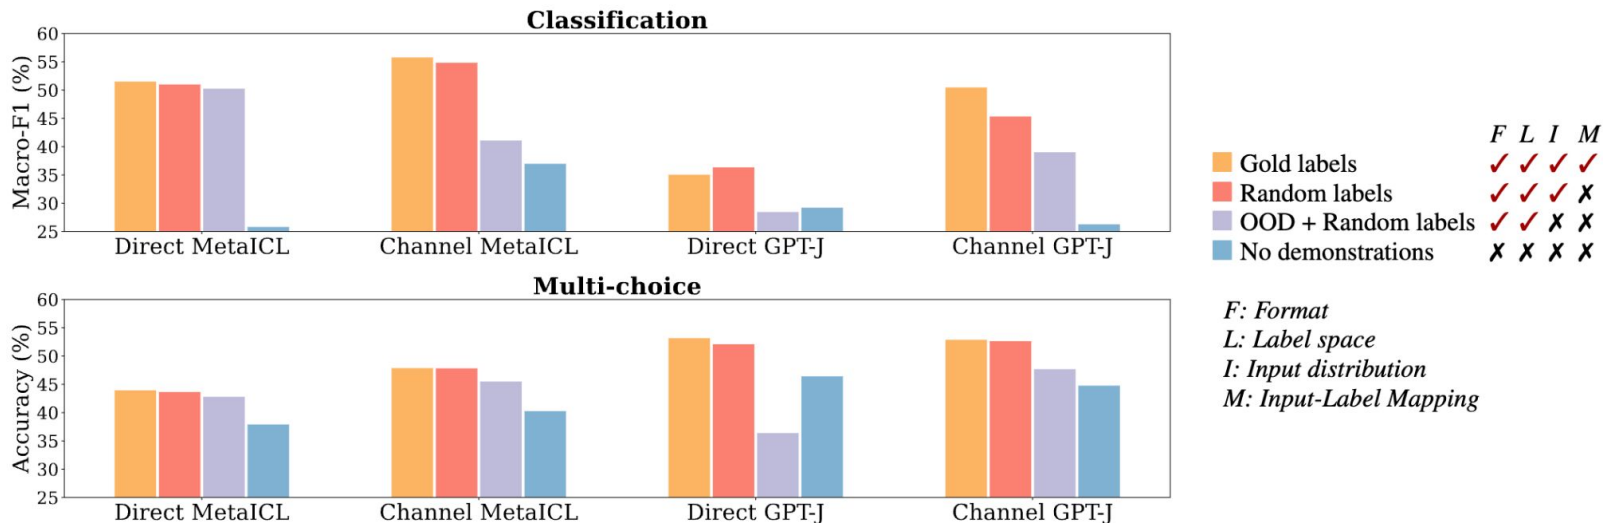 Classification
Macro-F1 (%)
60
55
50
45
40
35
30
25
Direct MetaICL Channel MetaICL Direct GPT-J Channel GPT-J
Multi-choice
Accuracy (%)
60
55
50
45
40
35
30
25
Direct MetaICL Channel MetaICL Direct GPT-J Channel GPT-J
F L I M
Gold labels ✓ ✓ ✓ ✓
Random labels ✓ ✓ ✓ ✗
OOD + Random labels ✓ ✓ ✗ ✗
No demonstrations ✗ ✗ ✗ ✗
F: Format
L: Label space
I: Input distribution
M: Input-Label Mapping